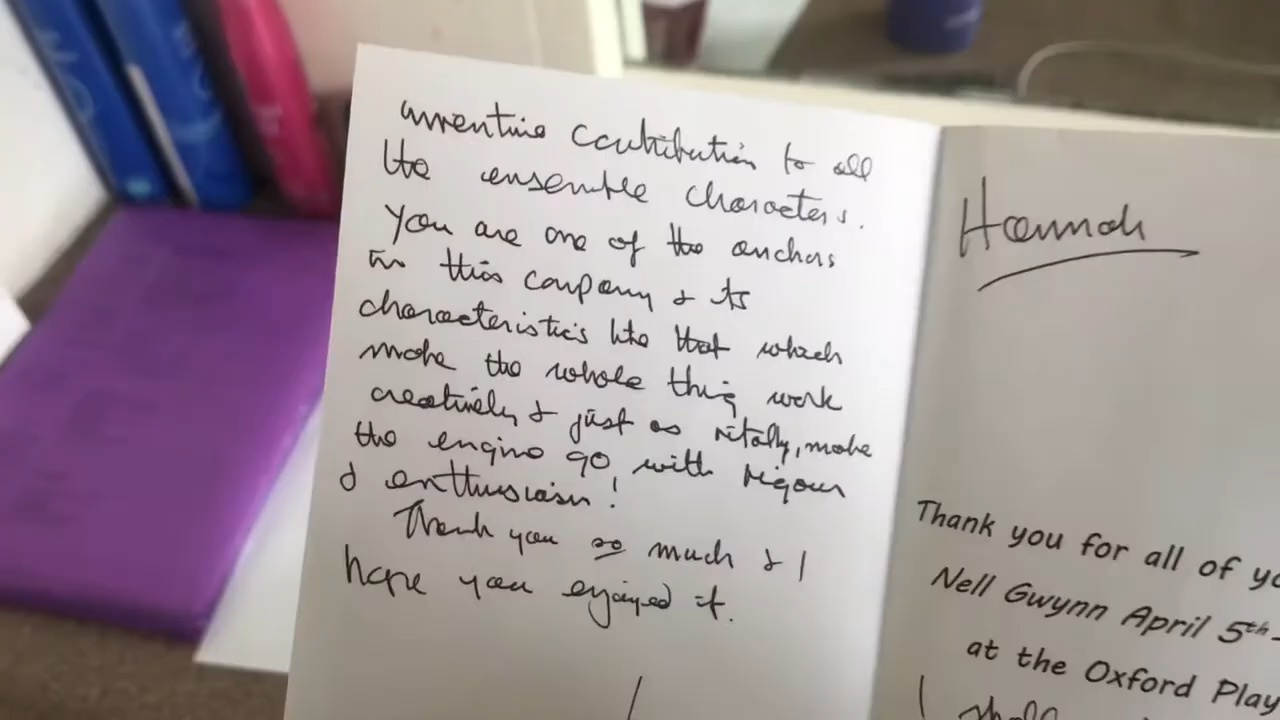 inventive contribution to all
the ensemble characters.
You are one of the anchors
in this company & its
characteristics like that which
make the whole thing work
creatively & just as vitally, make
the engine go, with rigour
& enthusiasm!
Thank you so much & I
hope you enjoyed it.
Hannah
Thank you for all of yo
Nell Gwynn April 5th-
at the Oxford Play
I shall